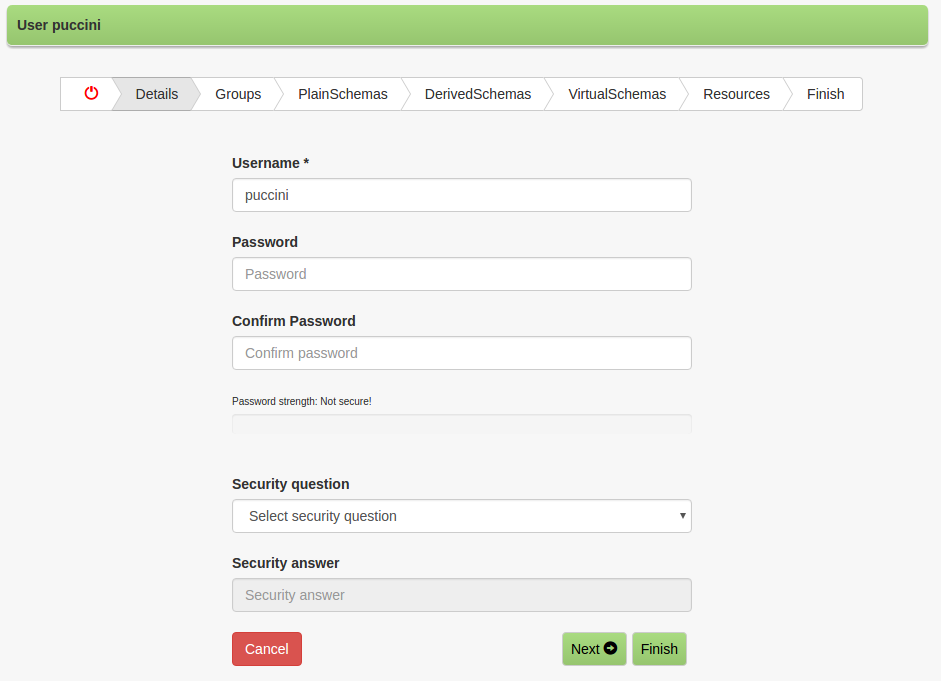 User puccini
Details Groups PlainSchemas DerivedSchemas VirtualSchemas Resources Finish
Username *
puccini
Password
Password
Confirm Password
Confirm password
Password strength: Not secure!
Security question
Select security question
Security answer
Security answer
Cancel Next Finish